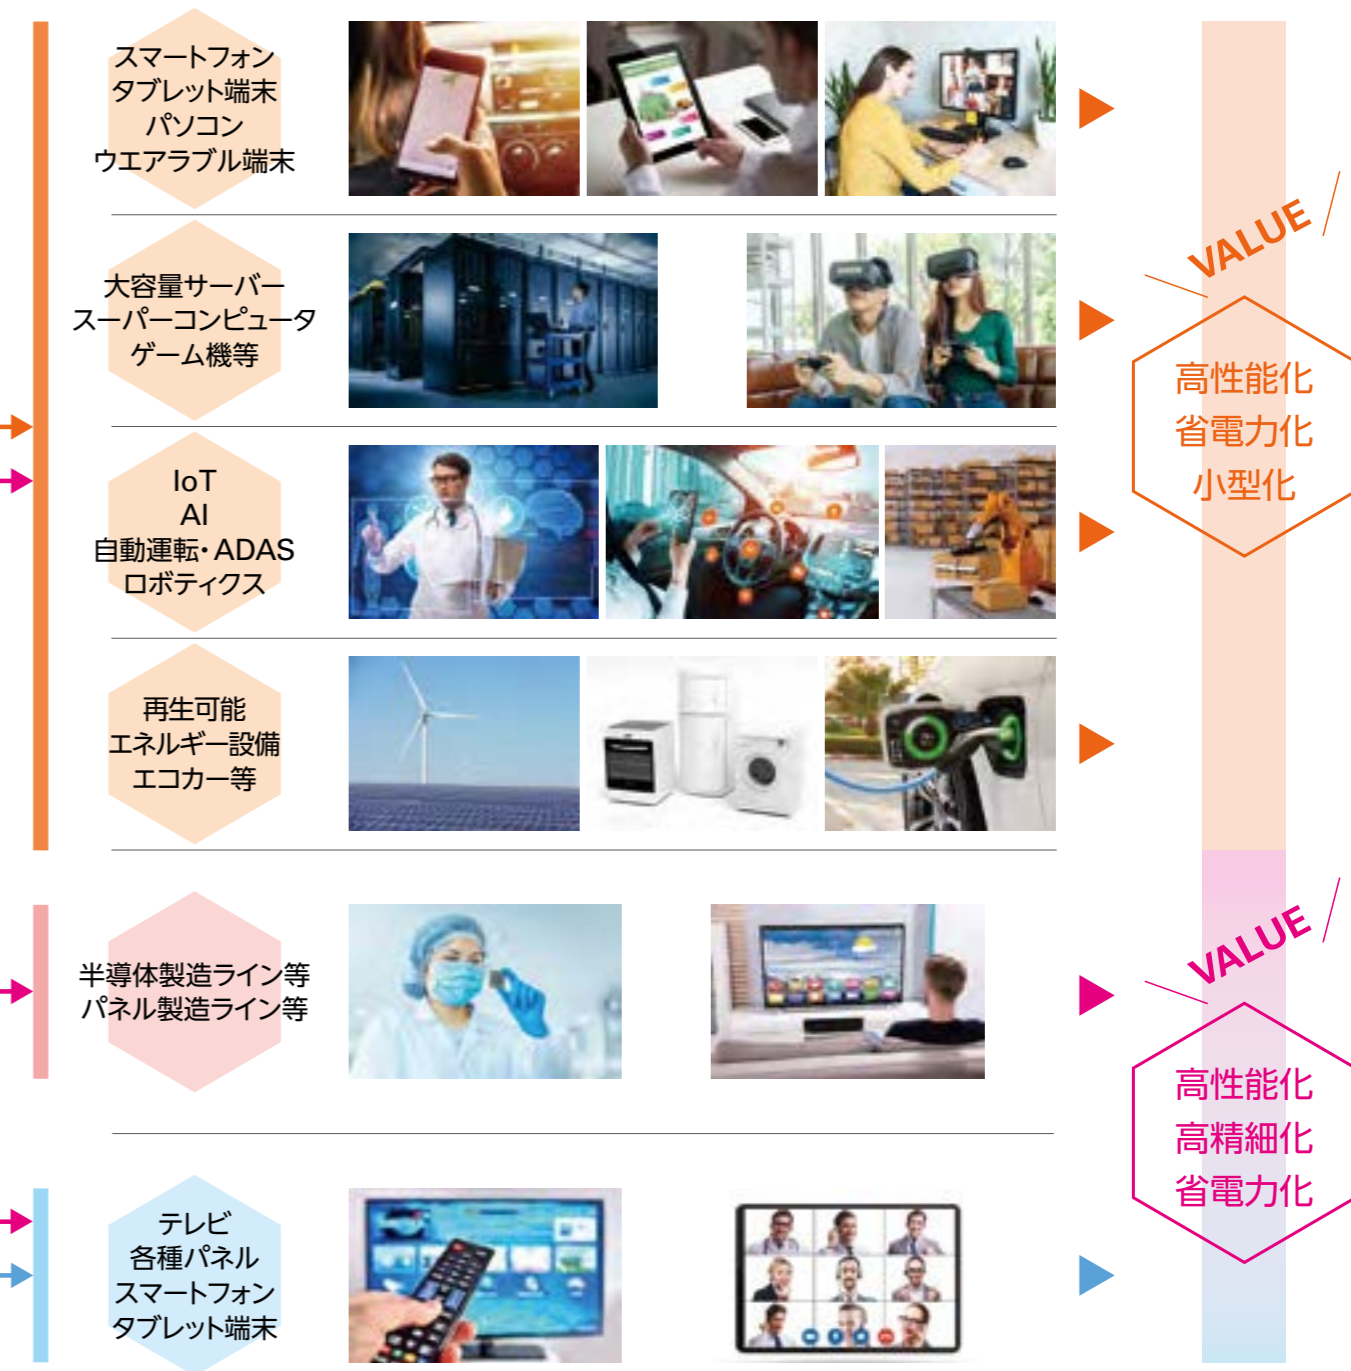 スマートフォン
タブレット端末
パソコン
ウエアラブル端末
大容量サーバー
スーパーコンピュータ
ゲーム機等
IoT
AI
自動運転・ADAS
ロボティクス
再生可能
エネルギー設備
エコカー等
VALUE
高性能化
省電力化
小型化
半導体製造ライン等
パネル製造ライン等
テレビ
各種パネル
スマートフォン
タブレット端末
VALUE
高性能化
高精細化
省電力化